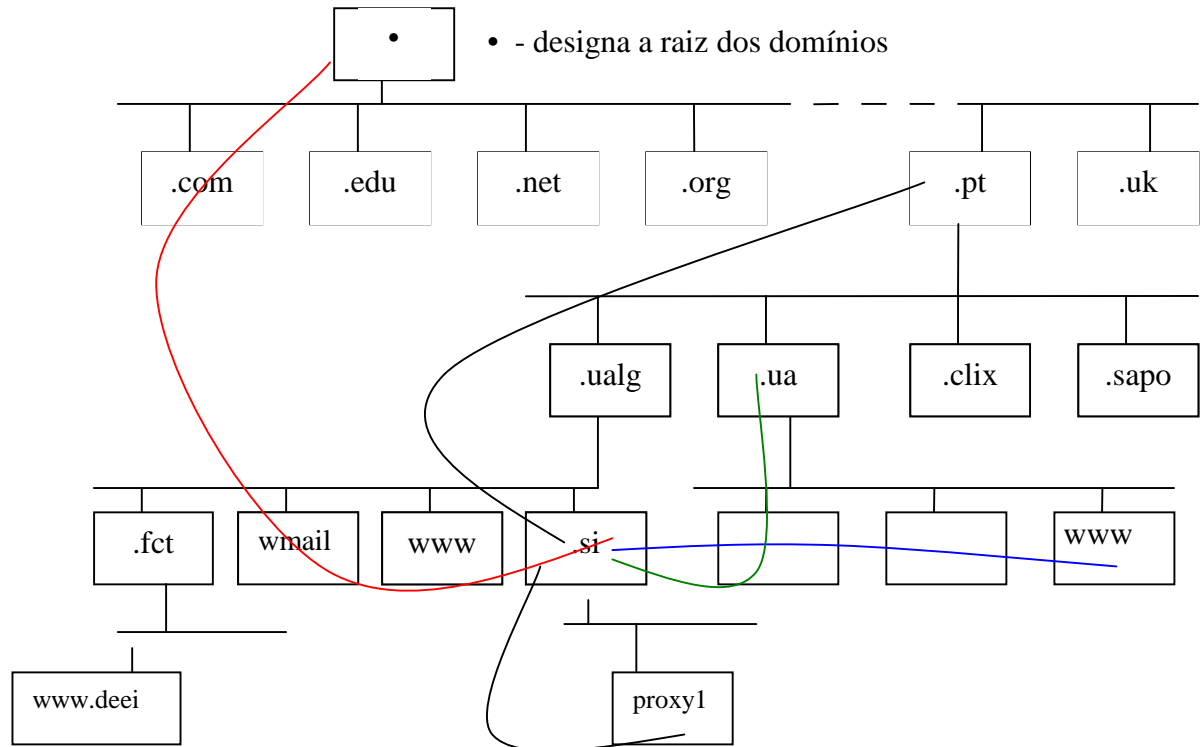 • • - designa a raiz dos domínios
.com .edu .net .org .pt .uk
.ualg .ua .clix .sapo
.fct wmail www .si www
www.deei proxy1